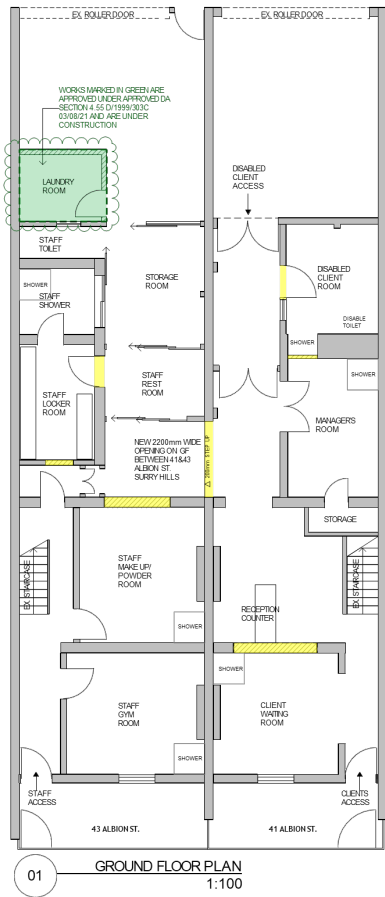 EX. ROLLER DOOR
EX. ROLLER DOOR
WORKS MARKED IN GREEN ARE
APPROVED UNDER APPROVED DA
SECTION 4.55 D/1999/303C
03/08/21 AND ARE UNDER
CONSTRUCTION
LAUNDRY
ROOM
DISABLED
CLIENT
ACCESS
STAFF
TOILET
STORAGE
ROOM
DISABLED
CLIENT
ROOM
SHOWER
STAFF
SHOWER
DISABLE
TOILET
SHOWER
SHOWER
STAFF
REST
ROOM
STAFF
LOCKER
ROOM
MANAGER'S
ROOM
NEW 2200mm WIDE
OPENING ON GF
BETWEEN 41&43
ALBION ST.
SURRY HILLS
200mm STEP UP
STORAGE
STAFF
MAKE UP/
POWDER
ROOM
EX. STAIRCASE
EX. STAIRCASE
RECEPTION
COUNTER
SHOWER
SHOWER
STAFF
GYM
ROOM
CLIENT
WAITING
ROOM
SHOWER
STAFF
ACCESS
CLIENTS
ACCESS
43 ALBION ST.
41 ALBION ST.
01
GROUND FLOOR PLAN
1:100